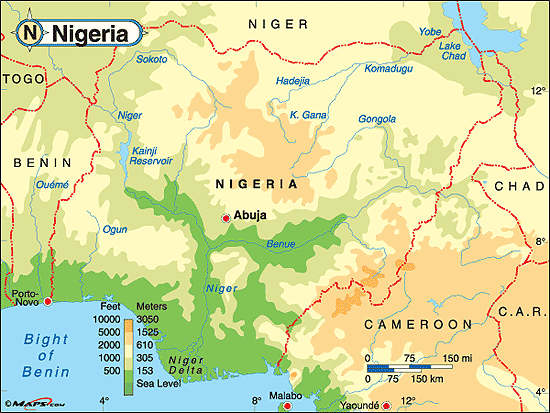 N Nigeria
NIGER
Yobe
Lake
Chad
TOGO
Sokoto
Hadejia
Komadugu
12°
K. Gana
Gongola
Niger
Kainji
Reservoir
BENIN
Ouémé
NIGERIA
CHAD
Abuja
Ogun
Benue
8°
8°
Porto-
Novo
Niger
C.A.R.
Feet Meters
10000 3050
5000 1525
2000 610
1000 305
500 153
Sea Level
CAMEROON
Bight
of
Benin
Niger
Delta
0 75 150 mi
0 75 150 km
MAPS.com
4°
Malabo
8°
Yaoundé
12°